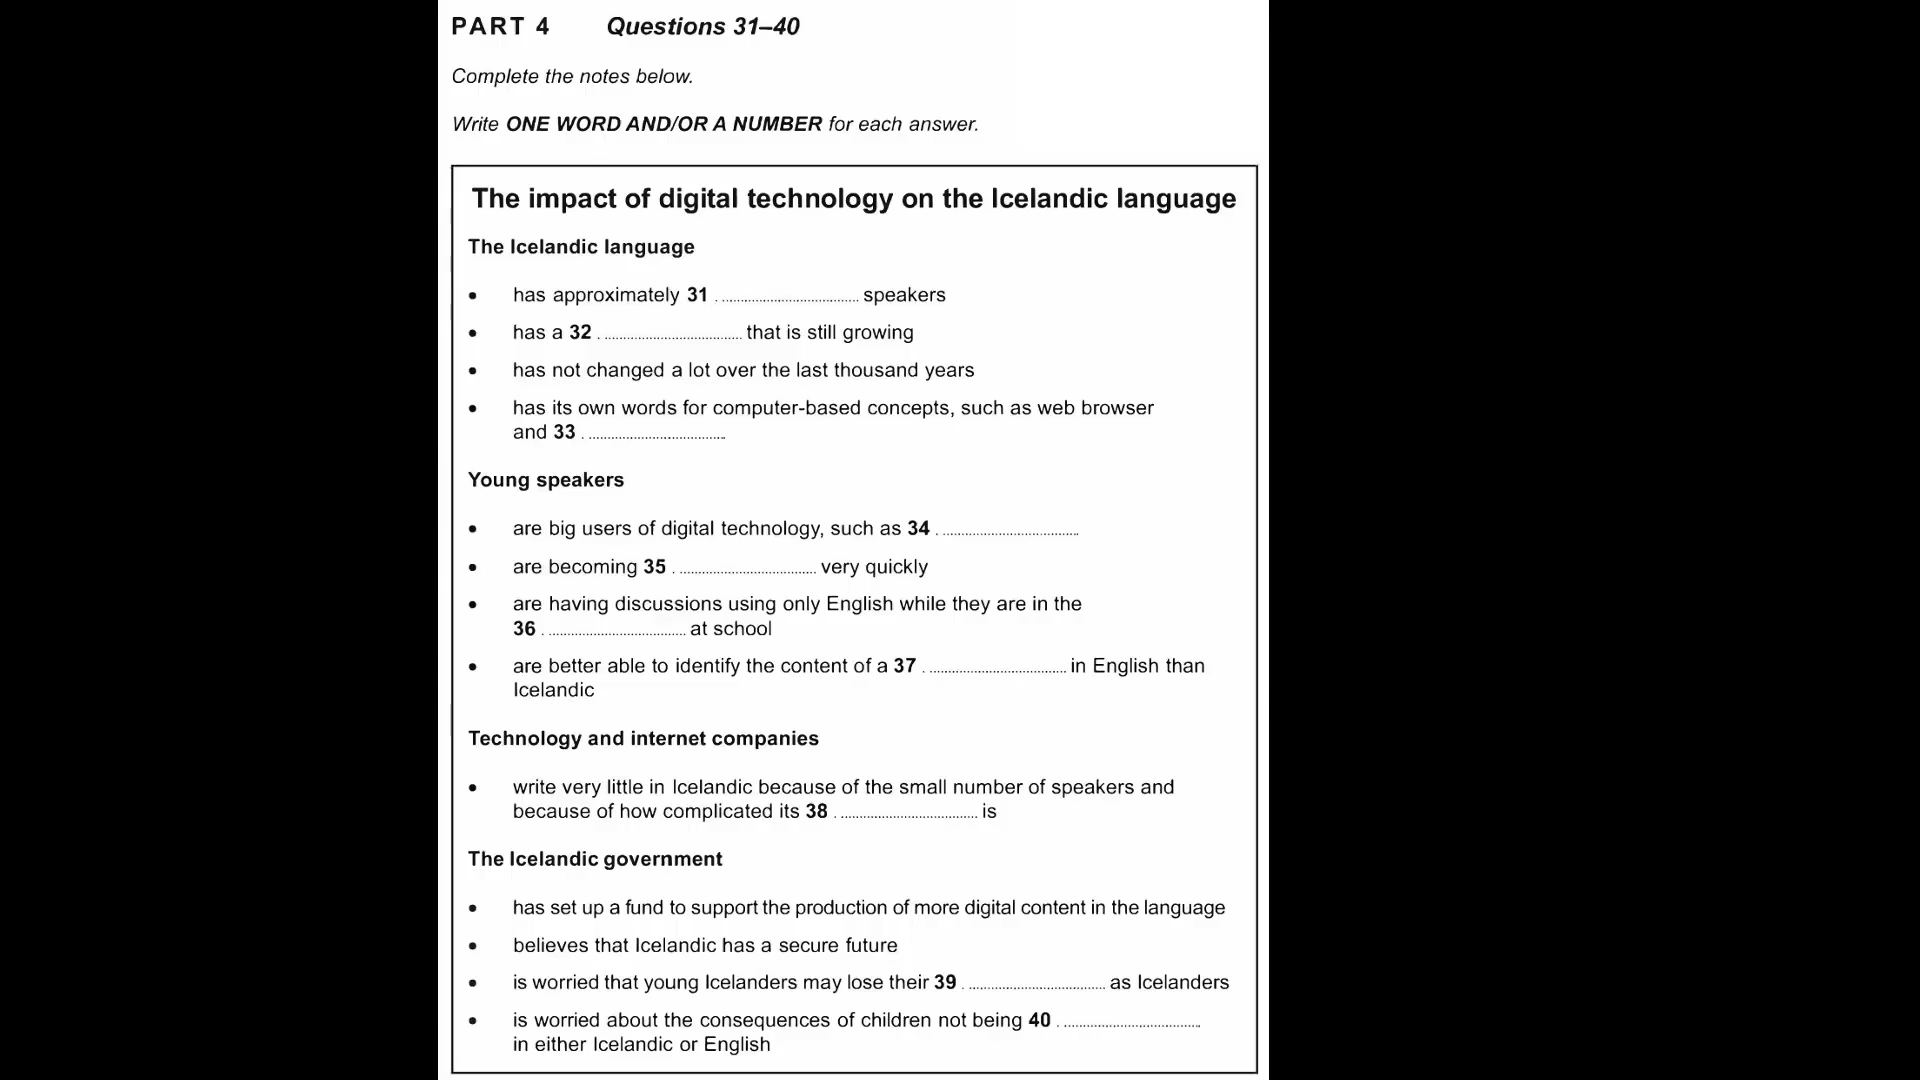 PART 4 Questions 31–40
Complete the notes below.
Write ONE WORD AND/OR A NUMBER for each answer.
The impact of digital technology on the Icelandic language
The Icelandic language
• has approximately 31 .................................... speakers
• has a 32 .................................... that is still growing
• has not changed a lot over the last thousand years
• has its own words for computer-based concepts, such as web browser
and 33 ....................................
Young speakers
• are big users of digital technology, such as 34 ....................................
• are becoming 35 .................................... very quickly
• are having discussions using only English while they are in the
36 .................................... at school
• are better able to identify the content of a 37 .................................... in English than
Icelandic
Technology and internet companies
• write very little in Icelandic because of the small number of speakers and
because of how complicated its 38 .................................... is
The Icelandic government
• has set up a fund to support the production of more digital content in the language
• believes that Icelandic has a secure future
• is worried that young Icelanders may lose their 39 .................................... as Icelanders
• is worried about the consequences of children not being 40 ....................................
in either Icelandic or English